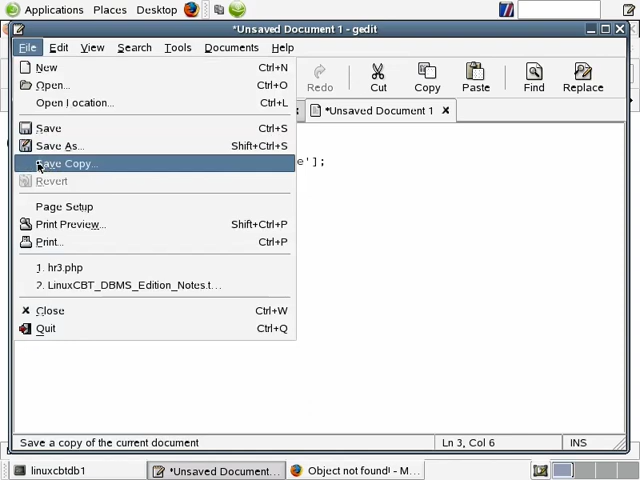 Applications Places Desktop
*Unsaved Document 1 - gedit
File Edit View Search Tools Documents Help
New Ctrl+N
Open... Ctrl+O
Open Location... Ctrl+L
Save Ctrl+S
Save As... Shift+Ctrl+S
Save Copy...
Revert
Page Setup
Print Preview... Shift+Ctrl+P
Print... Ctrl+P
1. hr3.php
2. LinuxCBT_DBMS_Edition_Notes.t...
Close Ctrl+W
Quit Ctrl+Q
Redo Cut Copy Paste Find Replace
*Unsaved Document 1
e'];
Save a copy of the current document Ln 3, Col 6 INS
linuxcbtdb1 *Unsaved Document... Object not found! - M...